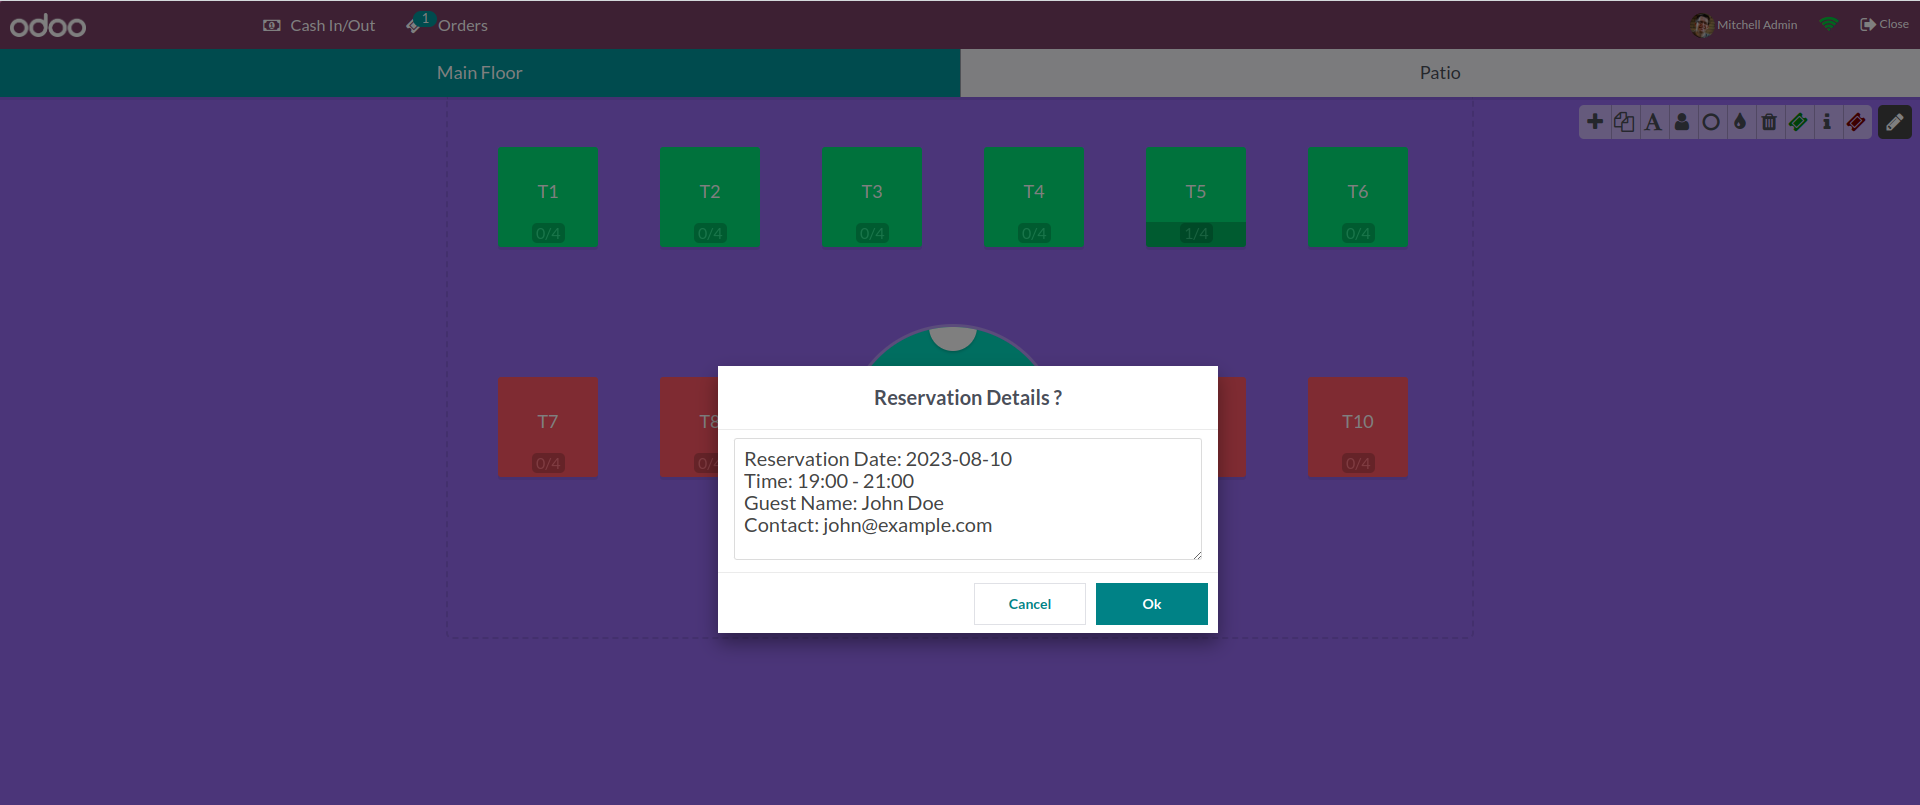 odoo
Cash In/Out
1
Orders
Mitchell Admin
Close
Main Floor
Patio
T1
T2
T3
T4
T5
T6
0/4
0/4
0/4
0/4
1/4
0/4
T7
T8
T10
0/4
0/4
Reservation Details ?
Reservation Date: 2023-08-10
Time: 19:00 - 21:00
Guest Name: John Doe
Contact: john@example.com
Cancel
Ok